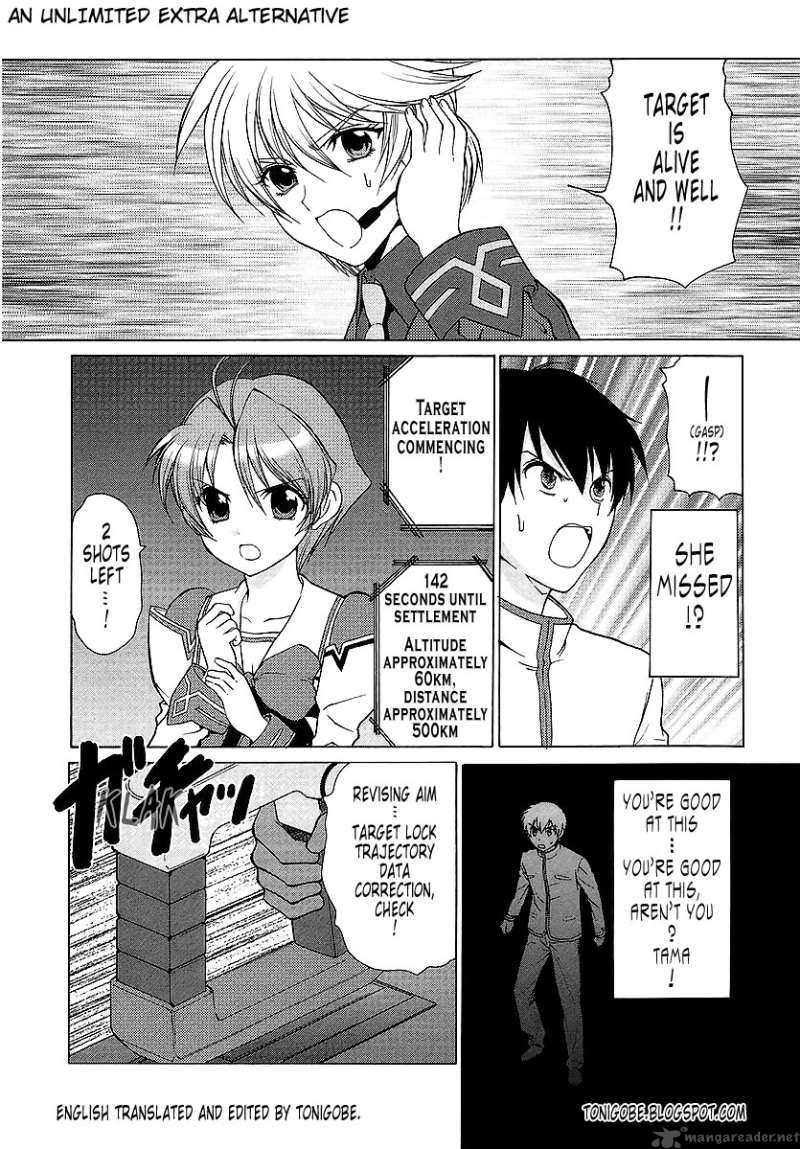 AN UNLIMITED EXTRA ALTERNATIVE
TARGET
IS
ALIVE
AND WELL
!!
!
(GASP)
!!?
SHE
MISSED
!?
TARGET
ACCELERATION
COMMENCING
!
142
SECONDS UNTIL
SETTLEMENT
ALTITUDE
APPROXIMATELY
60KM,
DISTANCE
APPROXIMATELY
500KM
2
SHOTS
LEFT
...
!
YOU'RE GOOD
AT THIS
...
YOU'RE GOOD
AT THIS,
AREN'T YOU
?
TAMA
!
REVISING AIM
...
TARGET LOCK
TRAJECTORY
DATA
CORRECTION,
CHECK
!
ガチャッ
KLAK
ENGLISH TRANSLATED AND EDITED BY TONIGOBE.
TONIGOBE.BLOGSPOT.COM
mangareader.net